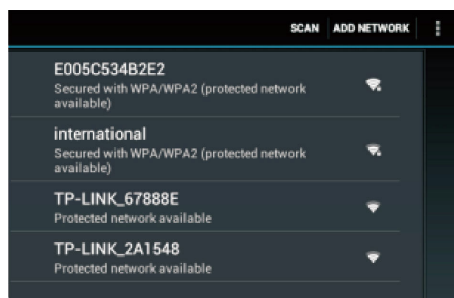 SCAN ADD NETWORK
E005C534B2E2
Secured with WPA/WPA2 (protected network
available)
international
Secured with WPA/WPA2 (protected network
available)
TP-LINK_67888E
Protected network available
TP-LINK_2A1548
Protected network available